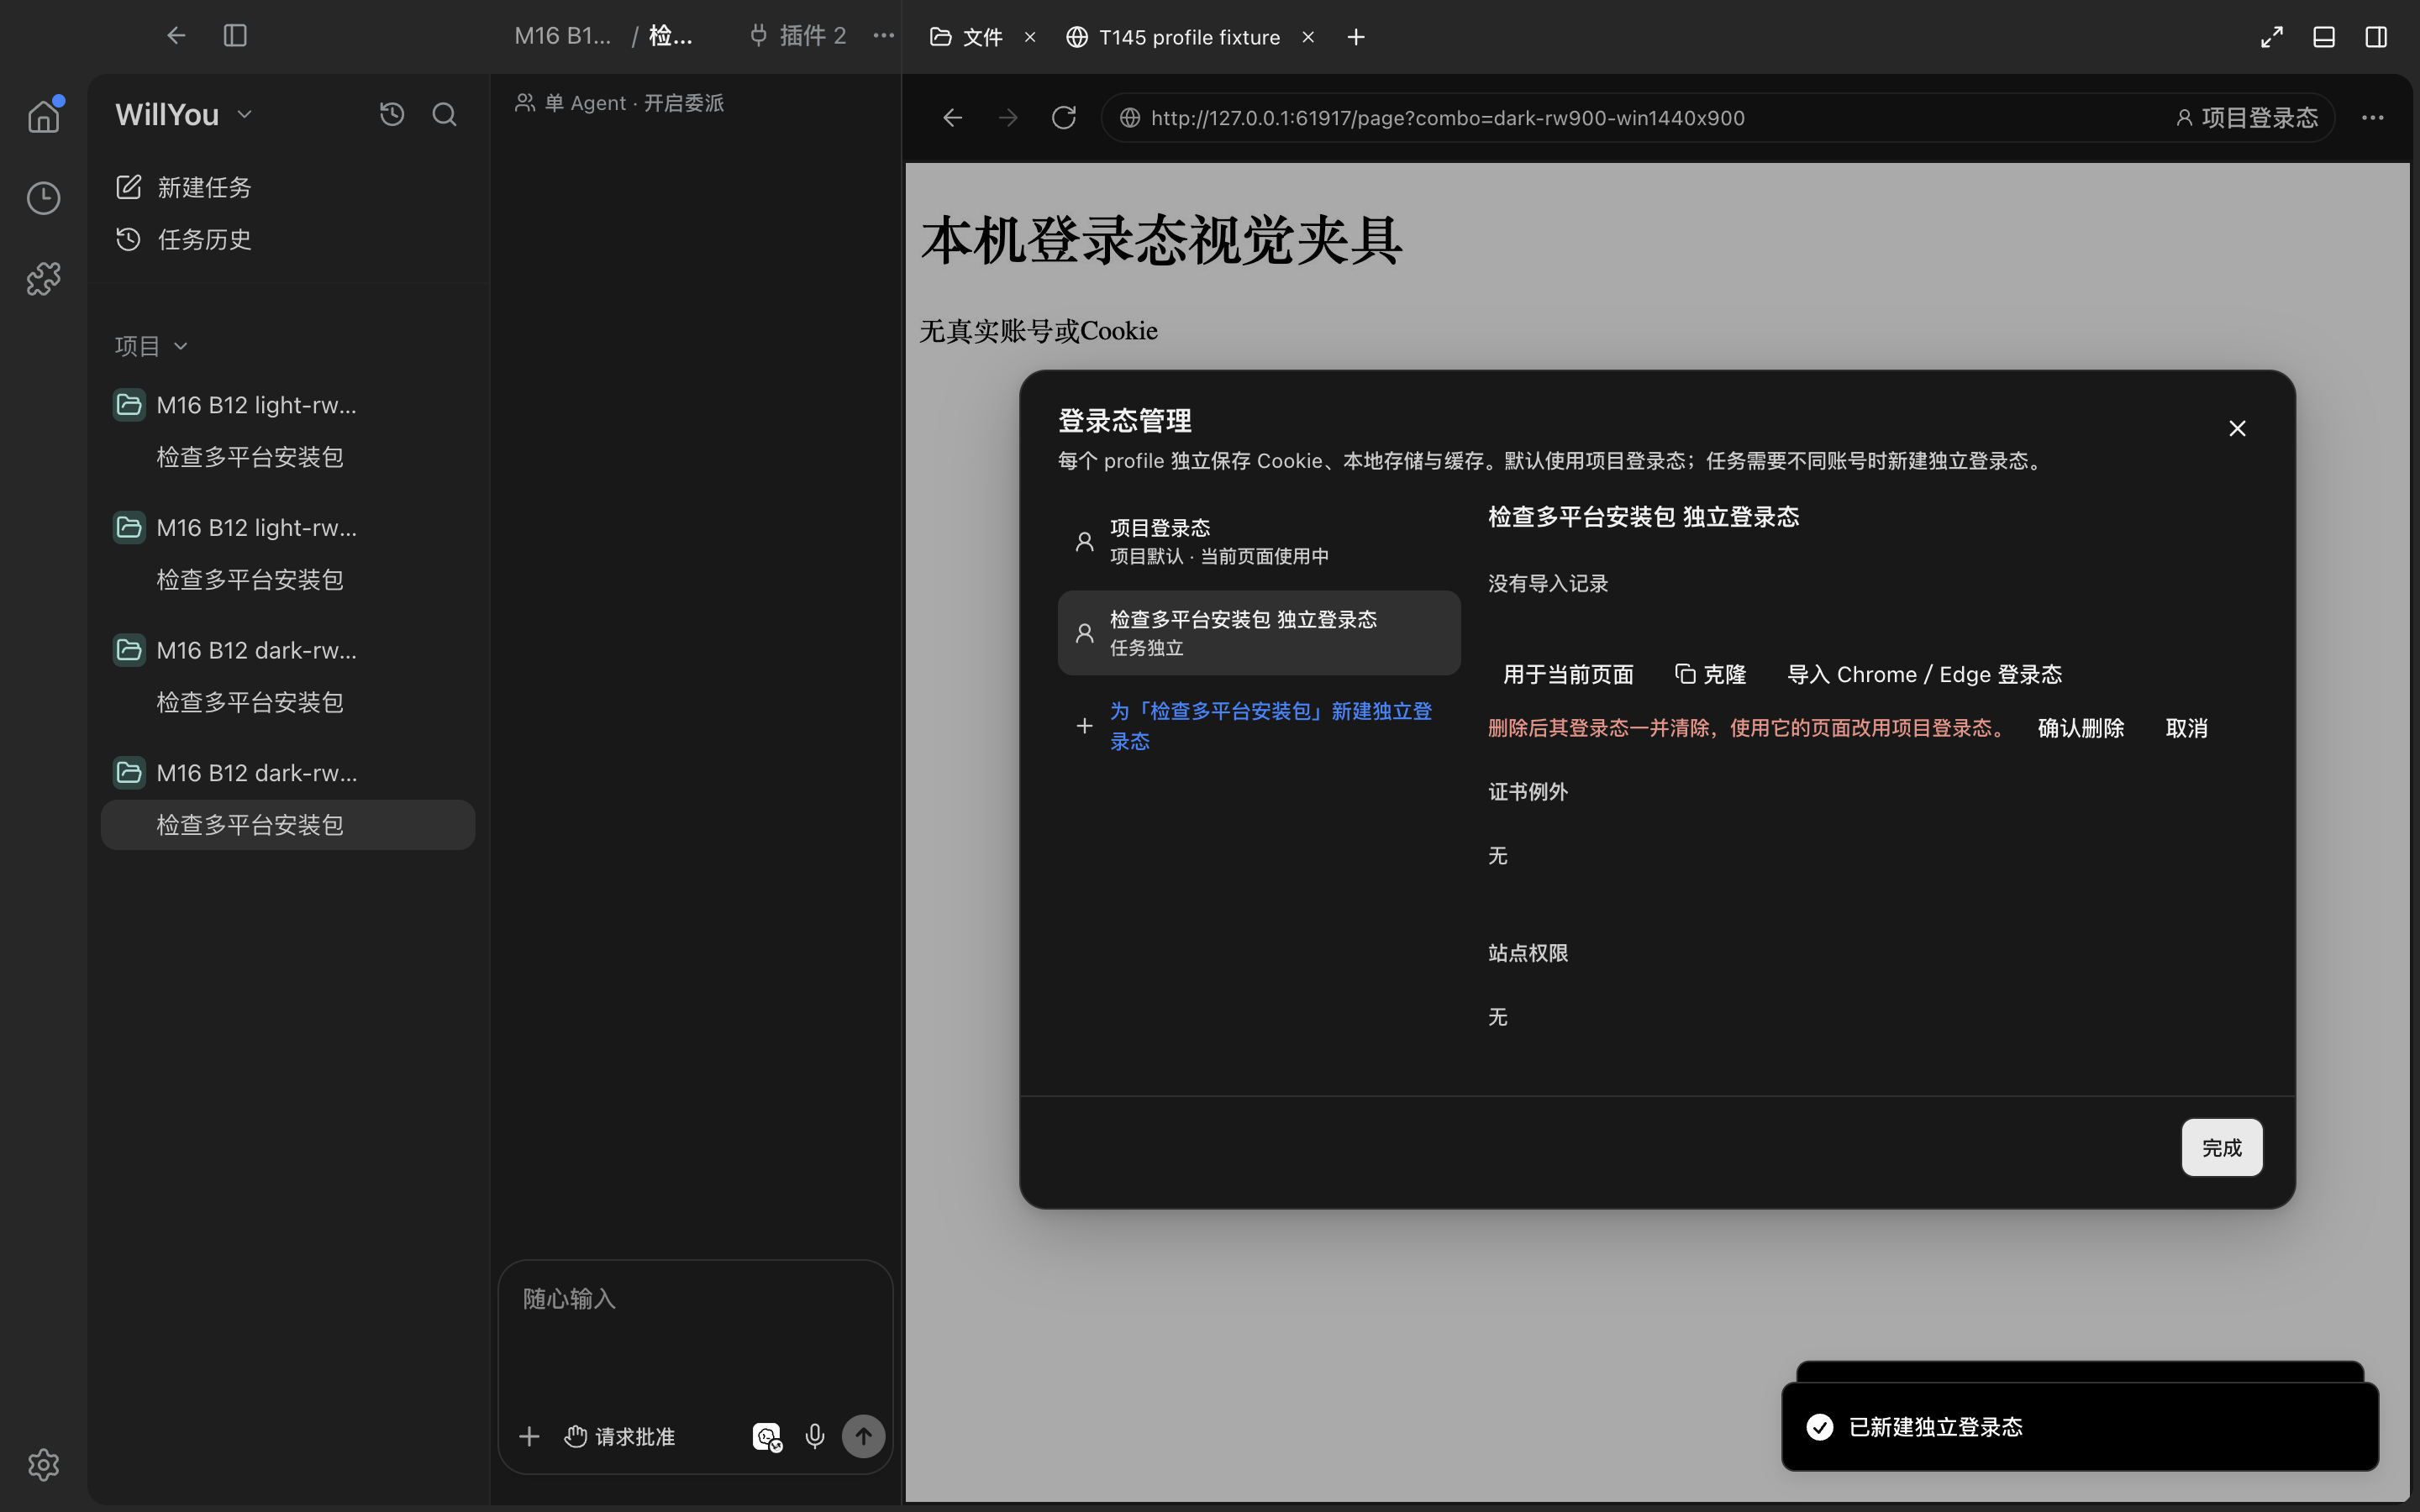 M16 B1... / 检...
插件 2
文件
T145 profile fixture
WillYou
单 Agent · 开启委派
http://127.0.0.1:61917/page?combo=dark-rw900-win1440x900
项目登录态
新建任务
任务历史
项目
M16 B12 light-rw...
检查多平台安装包
M16 B12 light-rw...
检查多平台安装包
M16 B12 dark-rw...
检查多平台安装包
M16 B12 dark-rw...
检查多平台安装包
随心输入
请求批准
本机登录态视觉夹具
无真实账号或Cookie
登录态管理
每个 profile 独立保存 Cookie、本地存储与缓存。默认使用项目登录态；任务需要不同账号时新建独立登录态。
项目登录态
项目默认 · 当前页面使用中
检查多平台安装包 独立登录态
任务独立
为「检查多平台安装包」新建独立登
录态
检查多平台安装包 独立登录态
没有导入记录
用于当前页面
克隆
导入 Chrome / Edge 登录态
删除后其登录态一并清除，使用它的页面改用项目登录态。
确认删除
取消
证书例外
无
站点权限
无
完成
已新建独立登录态